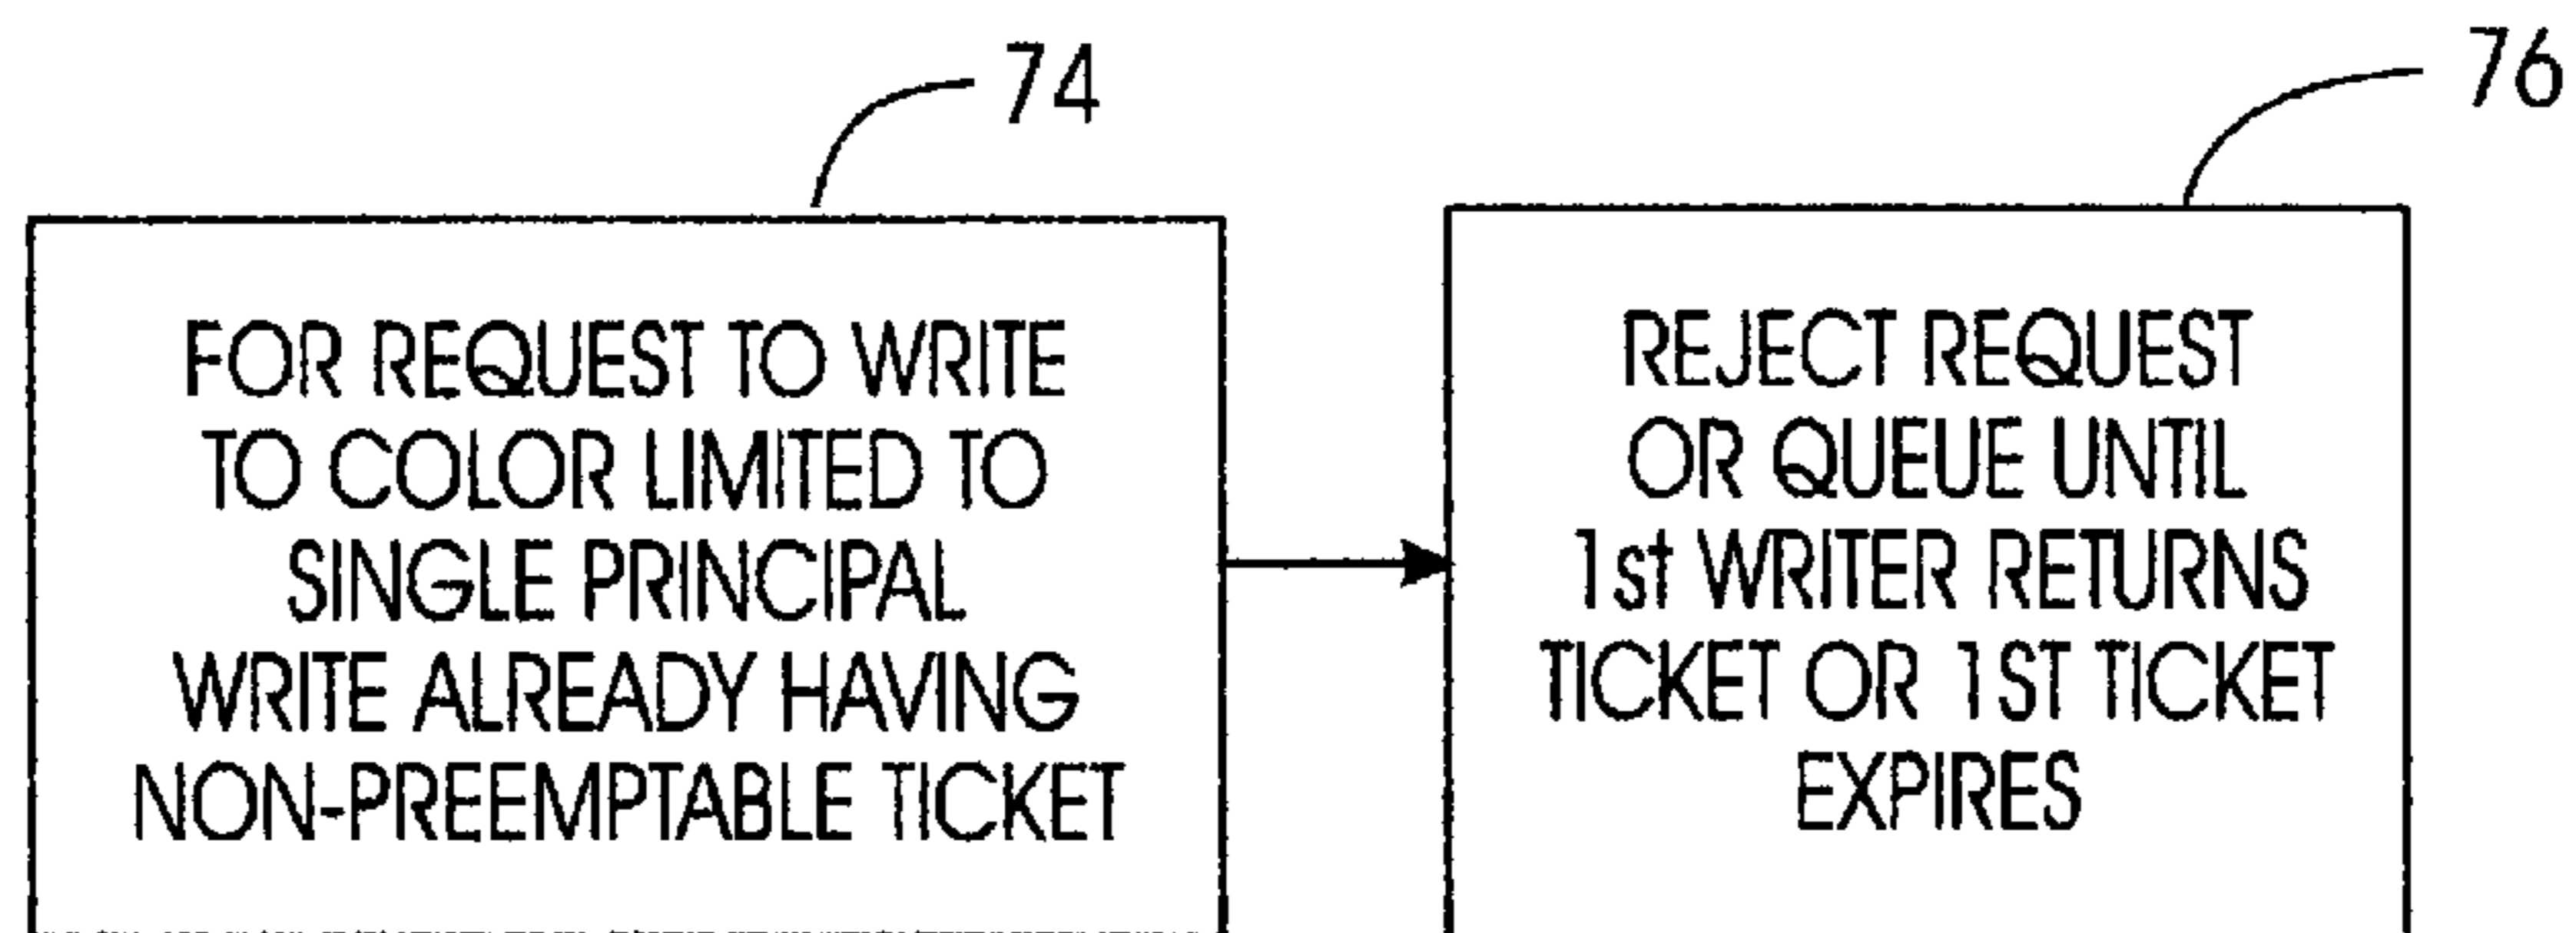 74
76
FOR REQUEST TO WRITE
TO COLOR LIMITED TO
SINGLE PRINCIPAL
WRITE ALREADY HAVING
NON-PREEMPTABLE TICKET
REJECT REQUEST
OR QUEUE UNTIL
1st WRITER RETURNS
TICKET OR 1ST TICKET
EXPIRES